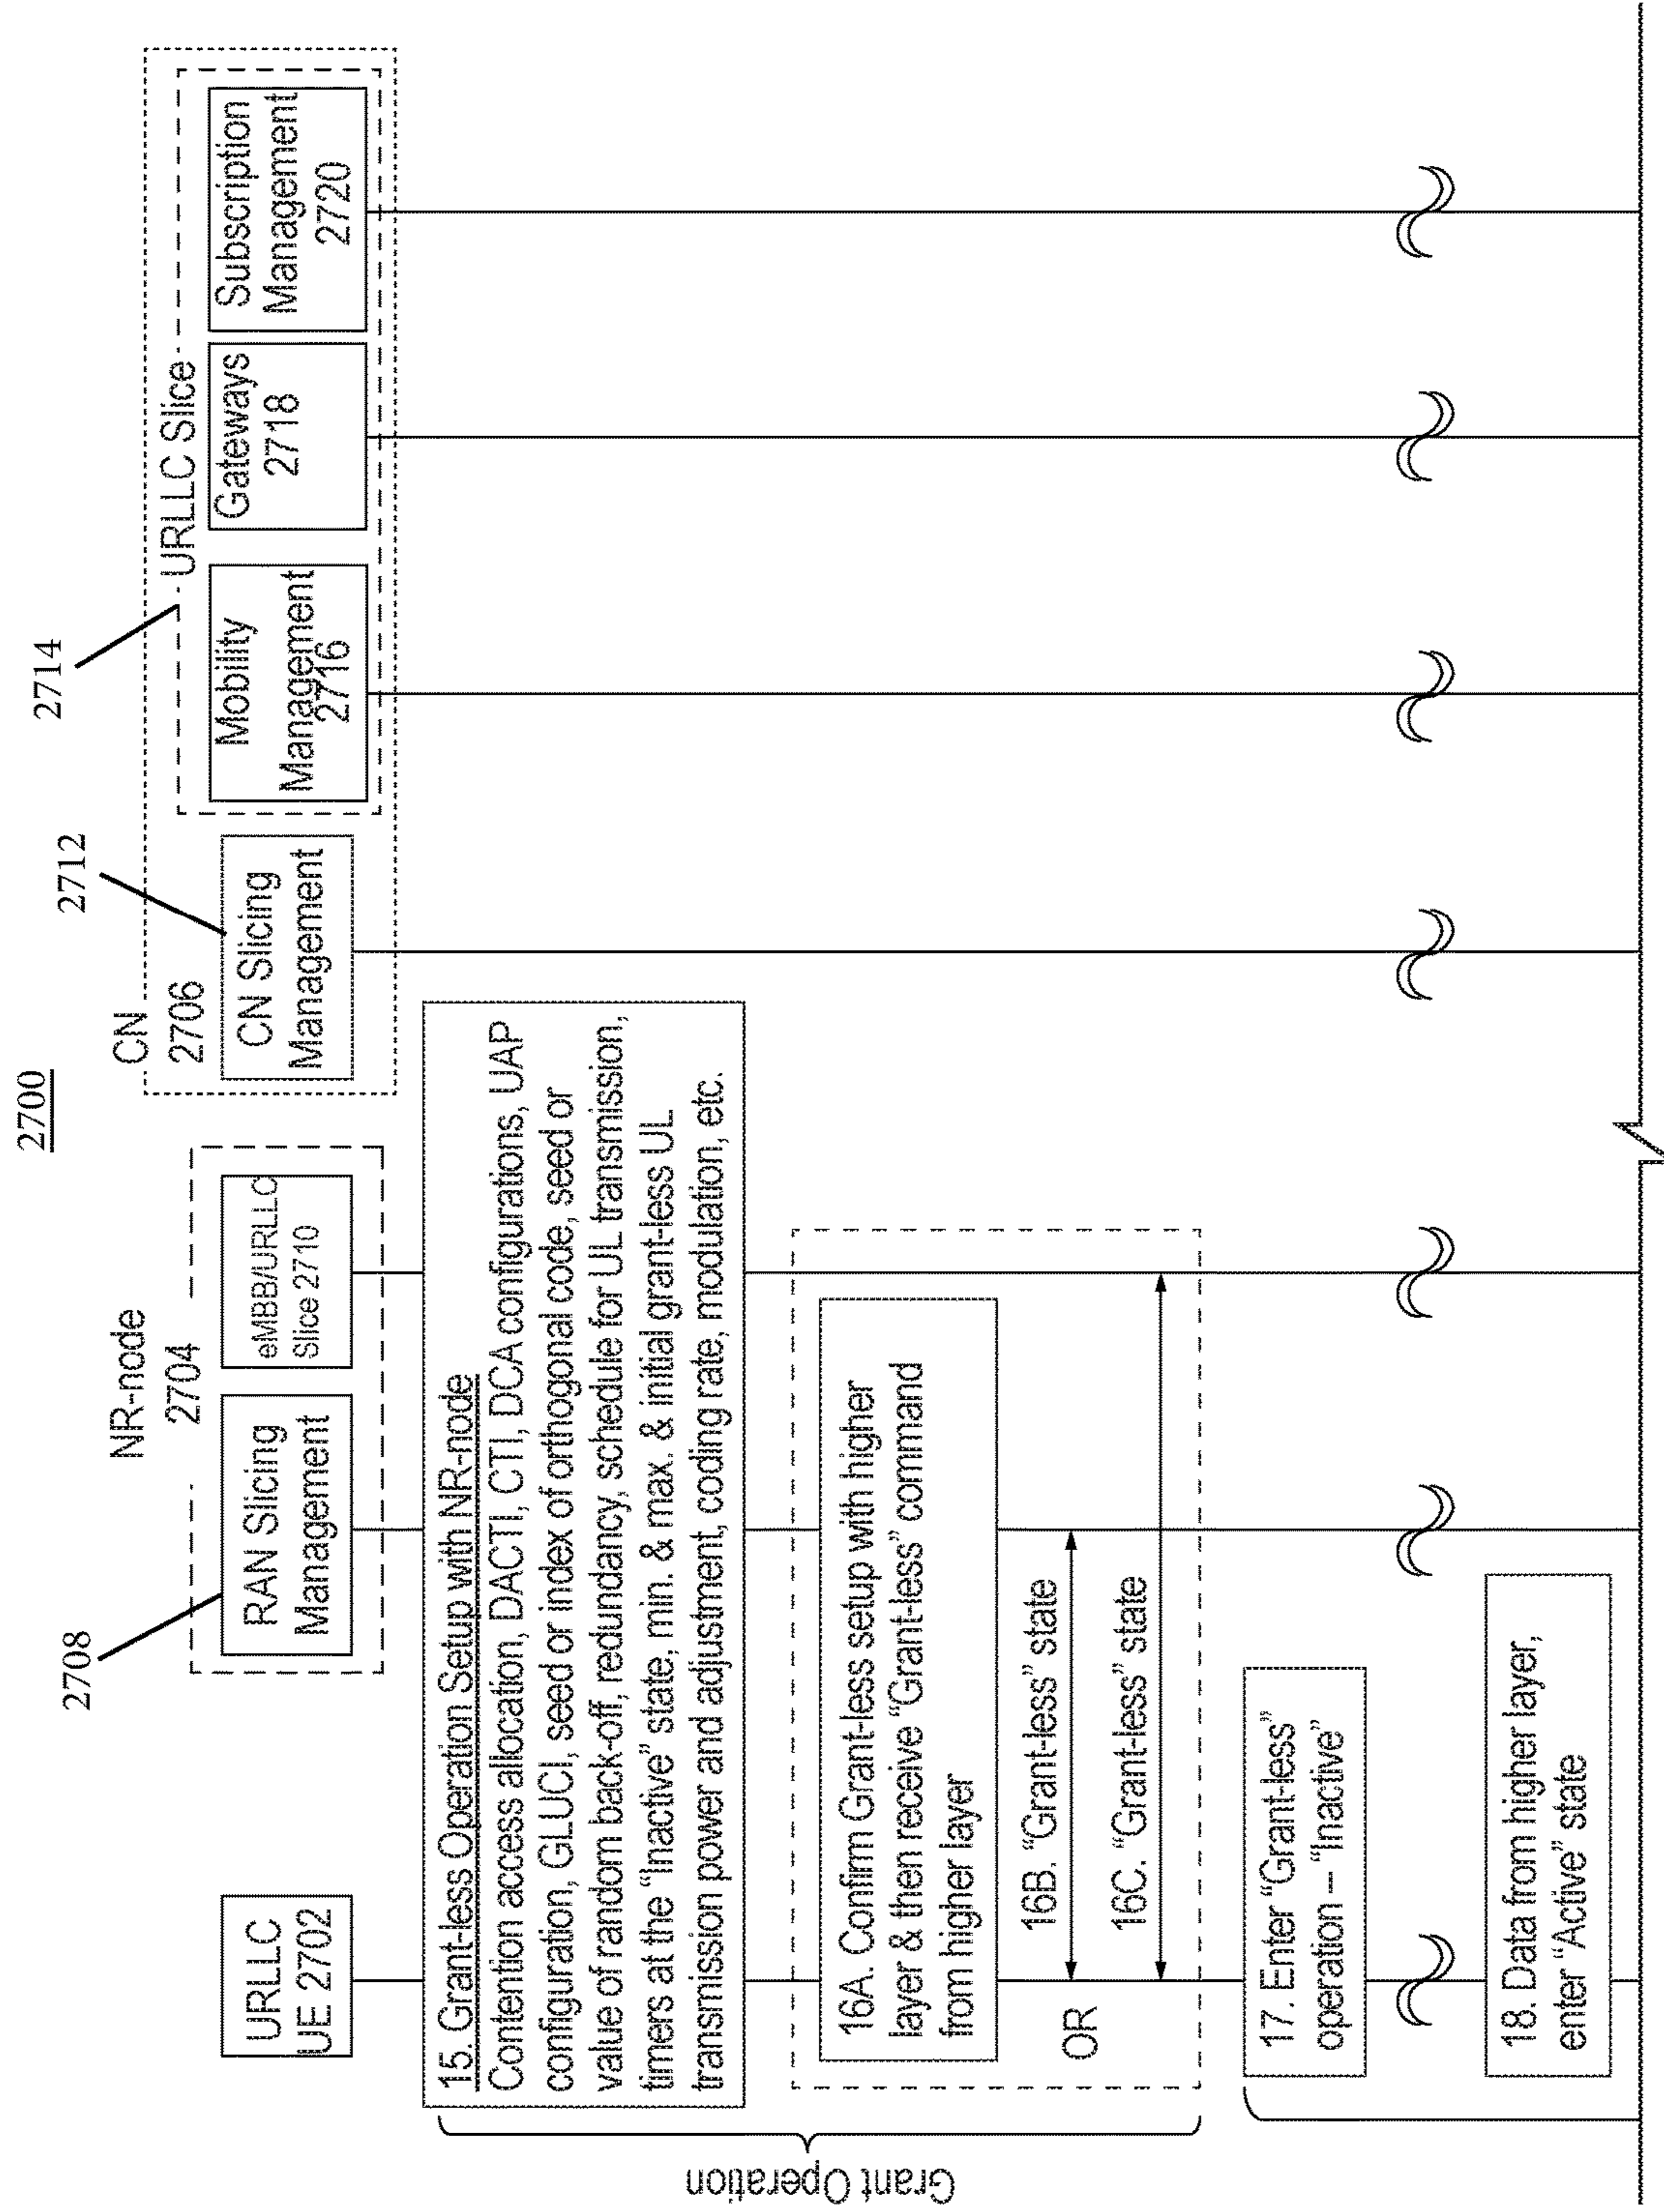 2700
URLLC
UE 2702
NR-node
2704
2708
RAN Slicing
Management
eMBB/URLLC
Slice 2710
CN
2706
2712
CN Slicing
Management
2714
URLLC Slice
Mobility
Management
2716
Gateways
2718
Subscription
Management
2720
15. Grant-less Operation Setup with NR-node
Contention access allocation, DACTI, CTI, DCA configurations, UAP
configuration, GLUCI, seed or index of orthogonal code, seed or
value of random back-off, redundancy, schedule for UL transmission,
timers at the “Inactive” state, min. & max. & initial grant-less UL
transmission power and adjustment, coding rate, modulation, etc.
Grant Operation
16A. Confirm Grant-less setup with higher
layer & then receive “Grant-less” command
from higher layer
OR
16B. “Grant-less” state
16C. “Grant-less” state
17. Enter “Grant-less”
operation – “Inactive”
18. Data from higher layer,
enter “Active” state